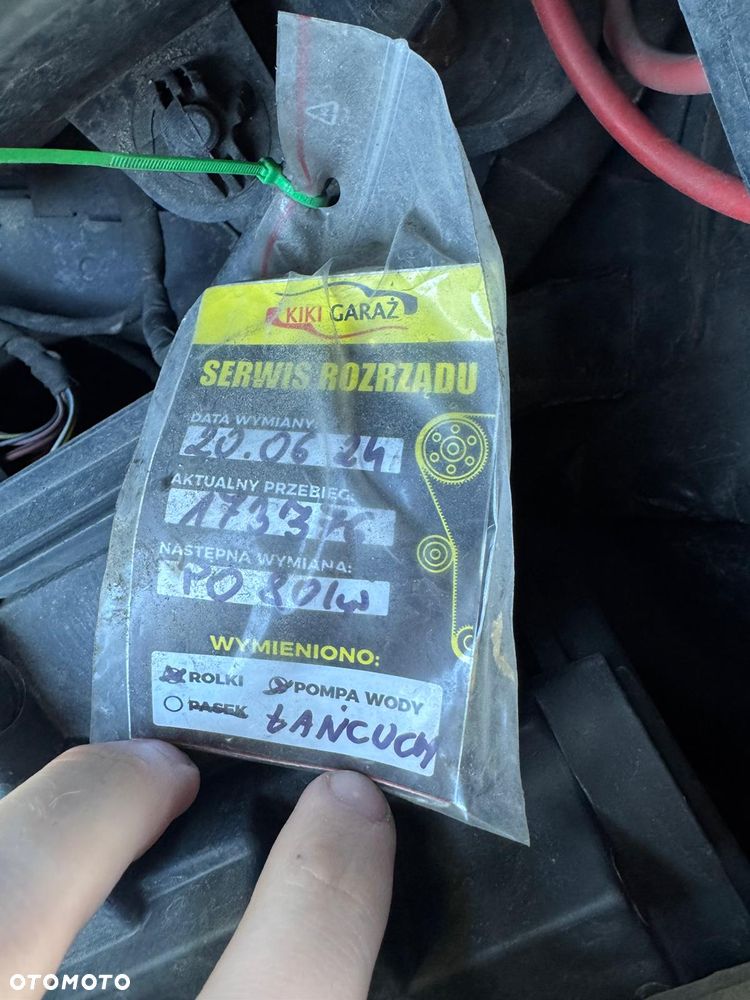 KIKI GARAŻ
SERWIS ROZRZĄDU
DATA WYMIANY
20.06 24
AKTUALNY PRZEBIEG:
NASTĘPNA WYMIANA:
PO
WYMIENIONO:
ROLKI POMPA WODY
PASEK ŁAŃCUCH
OTOMOTO